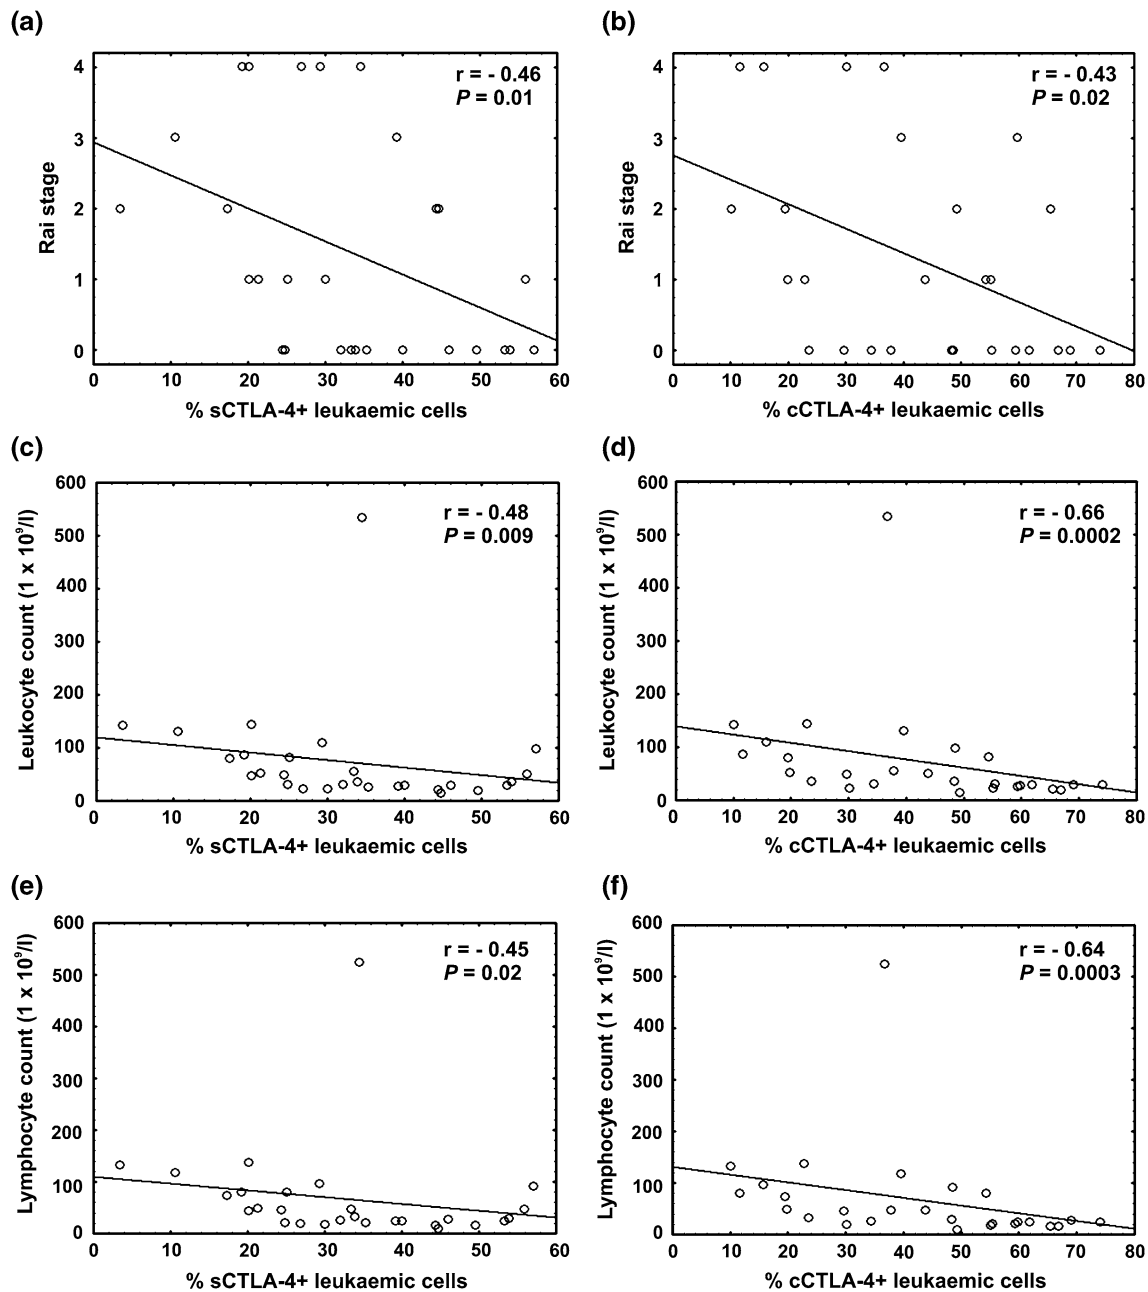 (a)
r = - 0.46
P = 0.01
Rai stage
4
3
2
1
0
0 10 20 30 40 50 60
% sCTLA-4+ leukaemic cells
(b)
r = - 0.43
P = 0.02
Rai stage
4
3
2
1
0
0 10 20 30 40 50 60 70 80
% cCTLA-4+ leukaemic cells
(c)
r = - 0.48
P = 0.009
Leukocyte count (1 x 10⁹/l)
600
500
400
300
200
100
0
0 10 20 30 40 50 60
% sCTLA-4+ leukaemic cells
(d)
r = - 0.66
P = 0.0002
Leukocyte count (1 x 10⁹/l)
600
500
400
300
200
100
0
0 10 20 30 40 50 60 70 80
% cCTLA-4+ leukaemic cells
(e)
r = - 0.45
P = 0.02
Lymphocyte count (1 x 10⁹/l)
600
500
400
300
200
100
0
0 10 20 30 40 50 60
% sCTLA-4+ leukaemic cells
(f)
r = - 0.64
P = 0.0003
Lymphocyte count (1 x 10⁹/l)
600
500
400
300
200
100
0
0 10 20 30 40 50 60 70 80
% cCTLA-4+ leukaemic cells